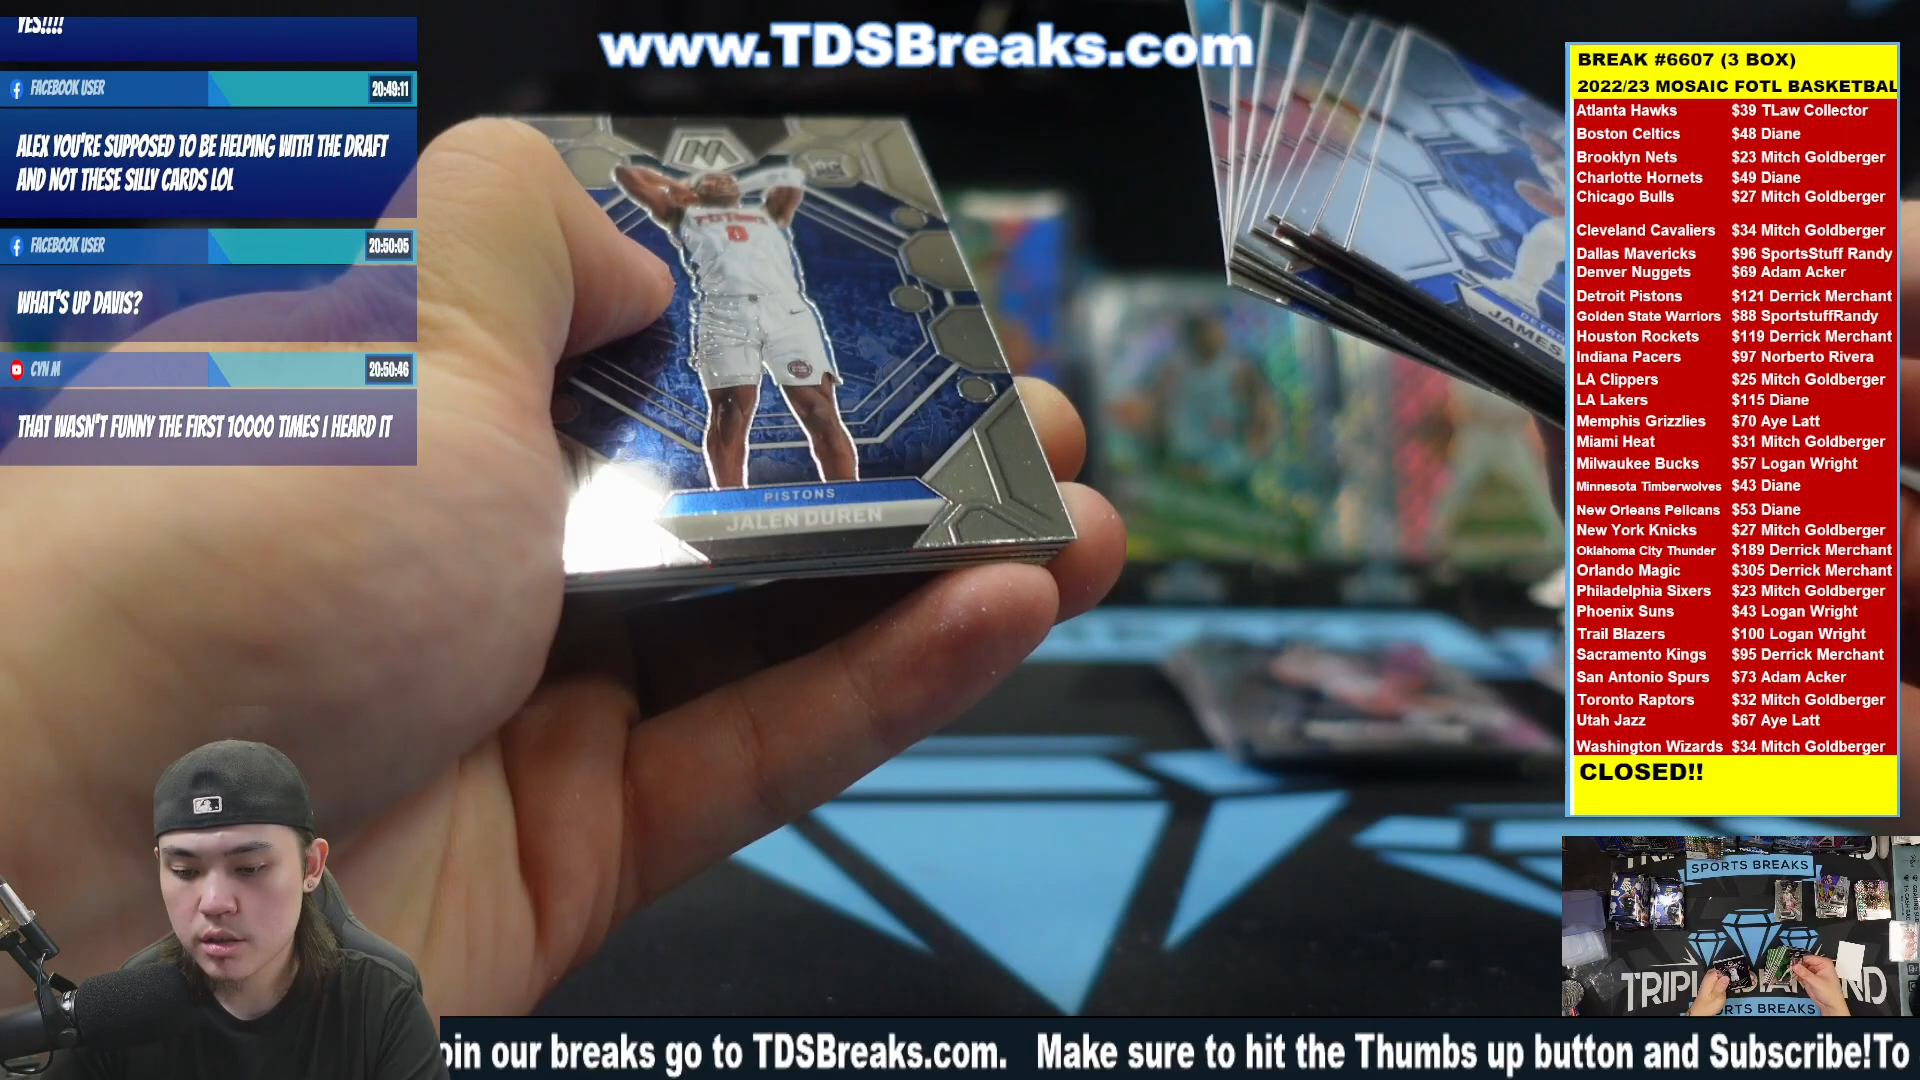 YES!!!!
FACEBOOK USER
20:49:11
ALEX YOU'RE SUPPOSED TO BE HELPING WITH THE DRAFT
AND NOT THESE SILLY CARDS LOL
FACEBOOK USER
20:50:05
WHAT'S UP DAVIS?
CYN M
20:50:46
THAT WASN'T FUNNY THE FIRST 10000 TIMES I HEARD IT
www.TDSBreaks.com
PISTONS
0
PISTONS
JALEN DUREN
JAMES
BREAK #6607 (3 BOX)
2022/23 MOSAIC FOTL BASKETBAL
Atlanta Hawks $39 TLaw Collector
Boston Celtics $48 Diane
Brooklyn Nets $23 Mitch Goldberger
Charlotte Hornets $49 Diane
Chicago Bulls $27 Mitch Goldberger
Cleveland Cavaliers $34 Mitch Goldberger
Dallas Mavericks $96 SportsStuff Randy
Denver Nuggets $69 Adam Acker
Detroit Pistons $121 Derrick Merchant
Golden State Warriors $88 SportstuffRandy
Houston Rockets $119 Derrick Merchant
Indiana Pacers $97 Norberto Rivera
LA Clippers $25 Mitch Goldberger
LA Lakers $115 Diane
Memphis Grizzlies $70 Aye Latt
Miami Heat $31 Mitch Goldberger
Milwaukee Bucks $57 Logan Wright
Minnesota Timberwolves $43 Diane
New Orleans Pelicans $53 Diane
New York Knicks $27 Mitch Goldberger
Oklahoma City Thunder $189 Derrick Merchant
Orlando Magic $305 Derrick Merchant
Philadelphia Sixers $23 Mitch Goldberger
Phoenix Suns $43 Logan Wright
Trail Blazers $100 Logan Wright
Sacramento Kings $95 Derrick Merchant
San Antonio Spurs $73 Adam Acker
Toronto Raptors $32 Mitch Goldberger
Utah Jazz $67 Aye Latt
Washington Wizards $34 Mitch Goldberger
CLOSED!!
SPORTS BREAKS
TRIPL
ND
RTS BREAKS
oin our breaks go to TDSBreaks.com. Make sure to hit the Thumbs up button and Subscribe!To